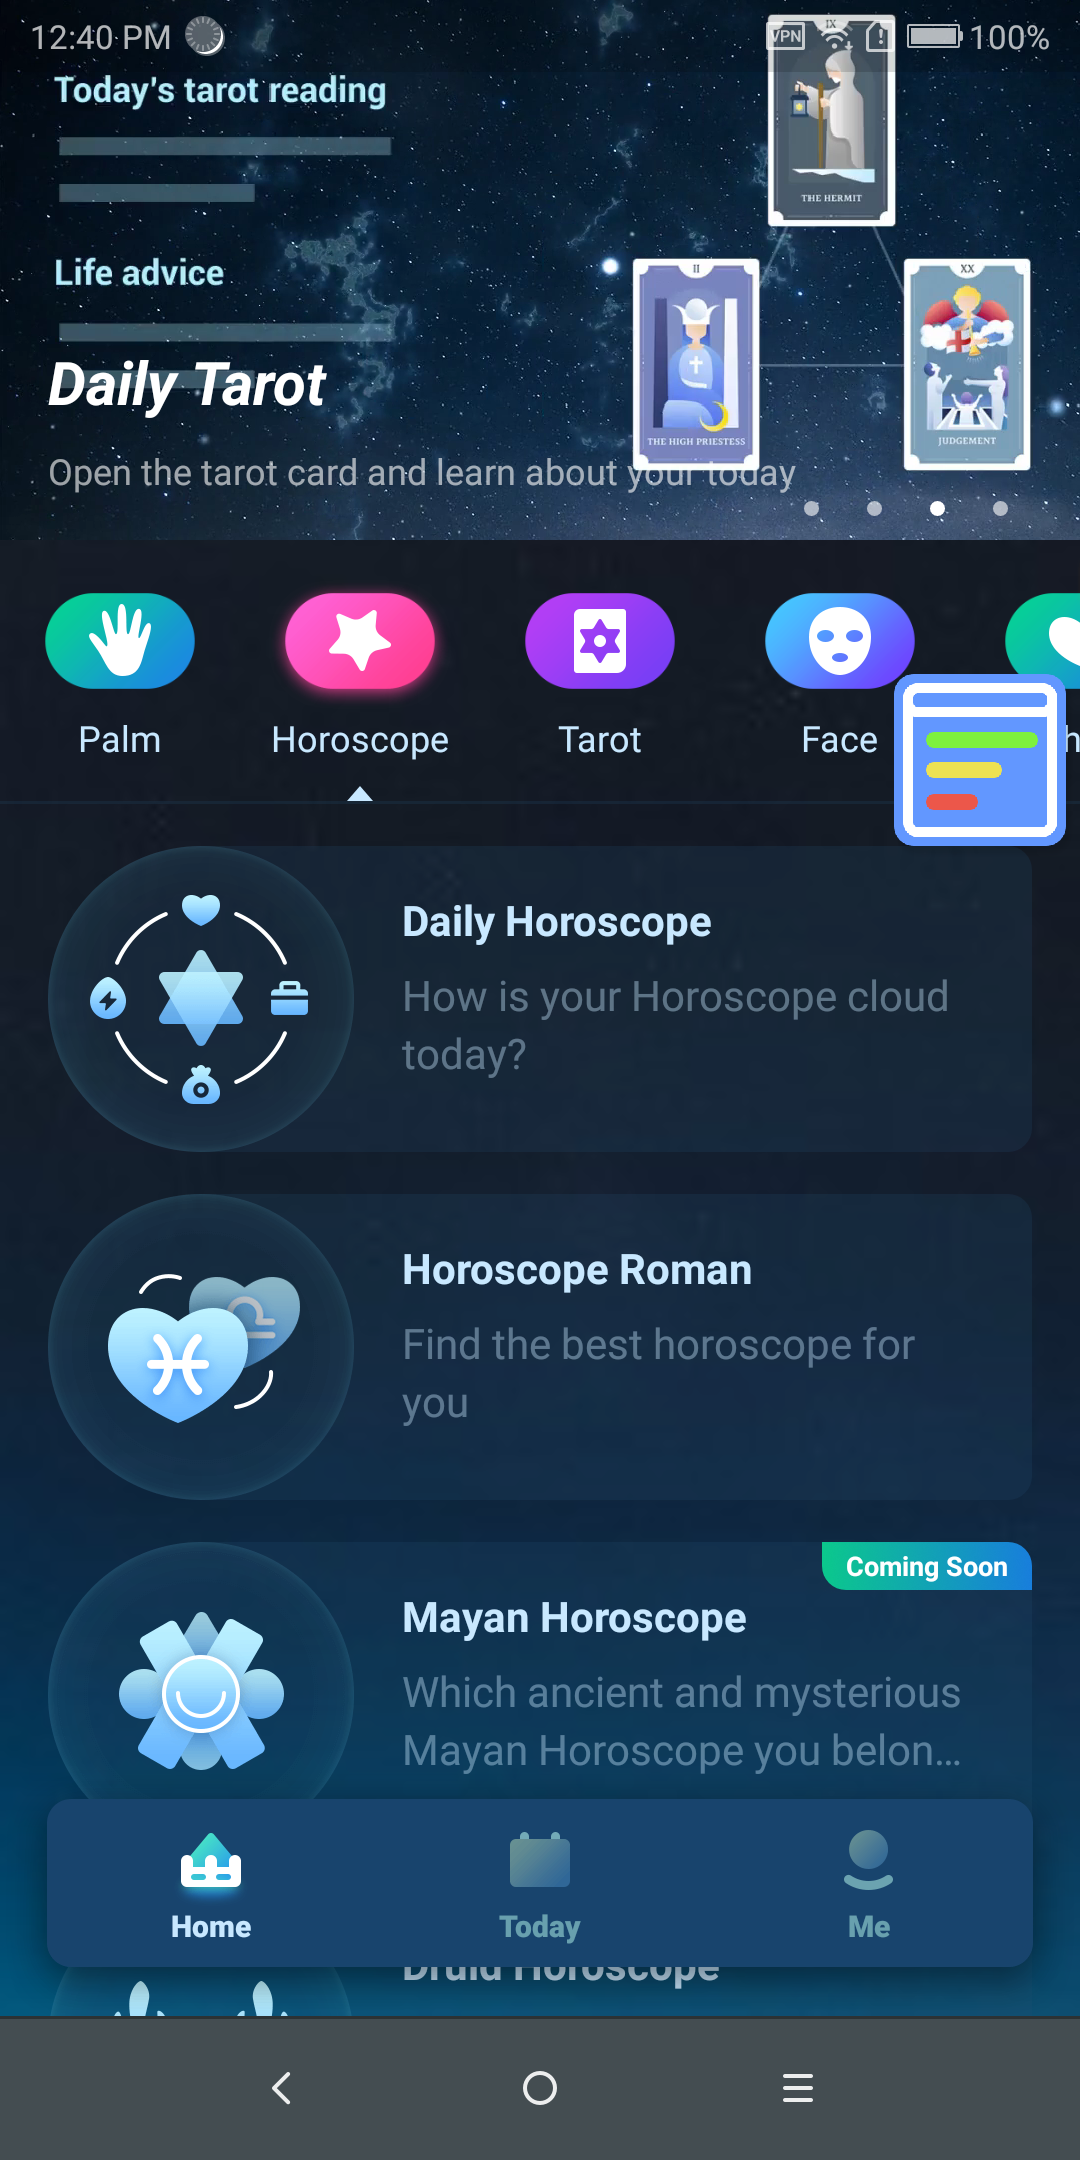 12:40 PM
VPN
100%
Today's tarot reading
IX
THE HERMIT
Life advice
II
XX
THE HIGH PRIESTESS
JUDGEMENT
Daily Tarot
Open the tarot card and learn about your today
Palm
Horoscope
Tarot
Face
h
Daily Horoscope
How is your Horoscope cloud
today?
Horoscope Roman
Find the best horoscope for
you
Coming Soon
Mayan Horoscope
Which ancient and mysterious
Mayan Horoscope you belon...
Home
Today
Me
Druid Horoscope